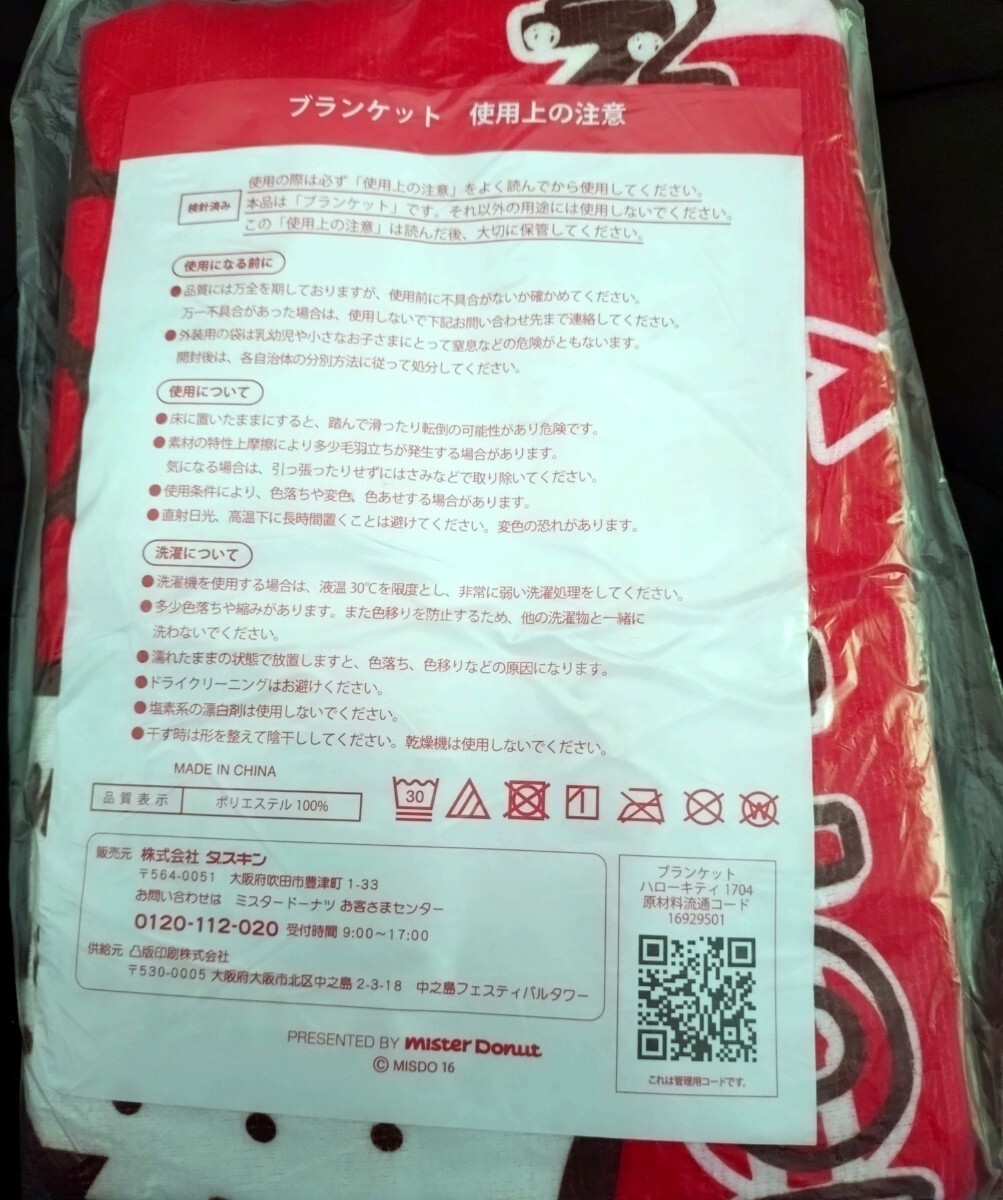 ブランケット　使用上の注意
検針済み
使用の際は必ず「使用上の注意」をよく読んでから使用してください。
本品は「ブランケット」です。それ以外の用途には使用しないでください。
この「使用上の注意」は読んだ後、大切に保管してください。
使用になる前に
●品質には万全を期しておりますが、使用前に不具合がないか確かめてください。
万一不具合があった場合は、使用しないで下記お問い合わせ先まで連絡してください。
●外装用の袋は乳幼児や小さなお子さまにとって窒息などの危険がともないます。
開封後は、各自治体の分別方法に従って処分してください。
使用について
●床に置いたままにすると、踏んで滑ったり転倒の可能性があり危険です。
●素材の特性上摩擦により多少毛羽立ちが発生する場合があります。
気になる場合は、引っ張ったりせずにはさみなどで取り除いてください。
●使用条件により、色落ちや変色、色あせする場合があります。
●直射日光、高温下に長時間置くことは避けてください。変色の恐れがあります。
洗濯について
●洗濯機を使用する場合は、液温30℃を限度とし、非常に弱い洗濯処理をしてください。
●多少色落ちや縮みがあります。また色移りを防止するため、他の洗濯物と一緒に
洗わないでください。
●濡れたままの状態で放置しますと、色落ち、色移りなどの原因になります。
●ドライクリーニングはお避けください。
●塩素系の漂白剤は使用しないでください。
●干す時は形を整えて陰干ししてください。乾燥機は使用しないでください。
MADE IN CHINA
品質表示　ポリエステル100%
30
W
販売元 株式会社 ダスキン
〒564-0051　大阪府吹田市豊津町1-33
お問い合わせは　ミスタードーナツ お客さまセンター
0120-112-020 受付時間 9:00～17:00
供給元 凸版印刷株式会社
〒530-0005 大阪府大阪市北区中之島2-3-18　中之島フェスティバルタワー
ブランケット
ハローキティ 1704
原材料流通コード
16929501
これは管理用コードです。
PRESENTED BY mister Donut
© MISDO 16